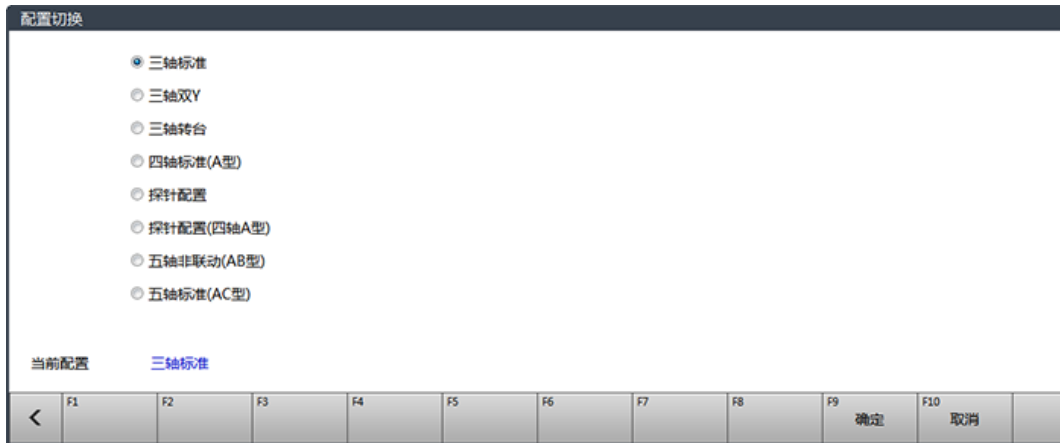 配置切换
三轴标准
三轴双Y
三轴转台
四轴标准(A型)
探针配置
探针配置(四轴A型)
五轴非联动(AB型)
五轴标准(AC型)
当前配置 三轴标准
F1 F2 F3 F4 F5 F6 F7 F8 F9 F10
确定 取消